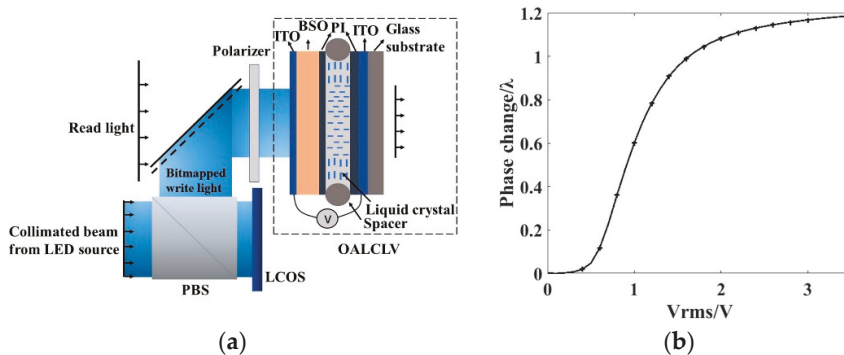 BSO PI ITO Glass
ITO substrate
Polarizer
Read light
Bitmapped
write light
V
Liquid crystal
Spacer
Collimated beam
from LED source
OALCLV
LCOS
PBS
(a)
Phase change/λ
1.2
1.0
0.8
0.6
0.4
0.2
0
0 1 2 3
Vrms/V
(b)